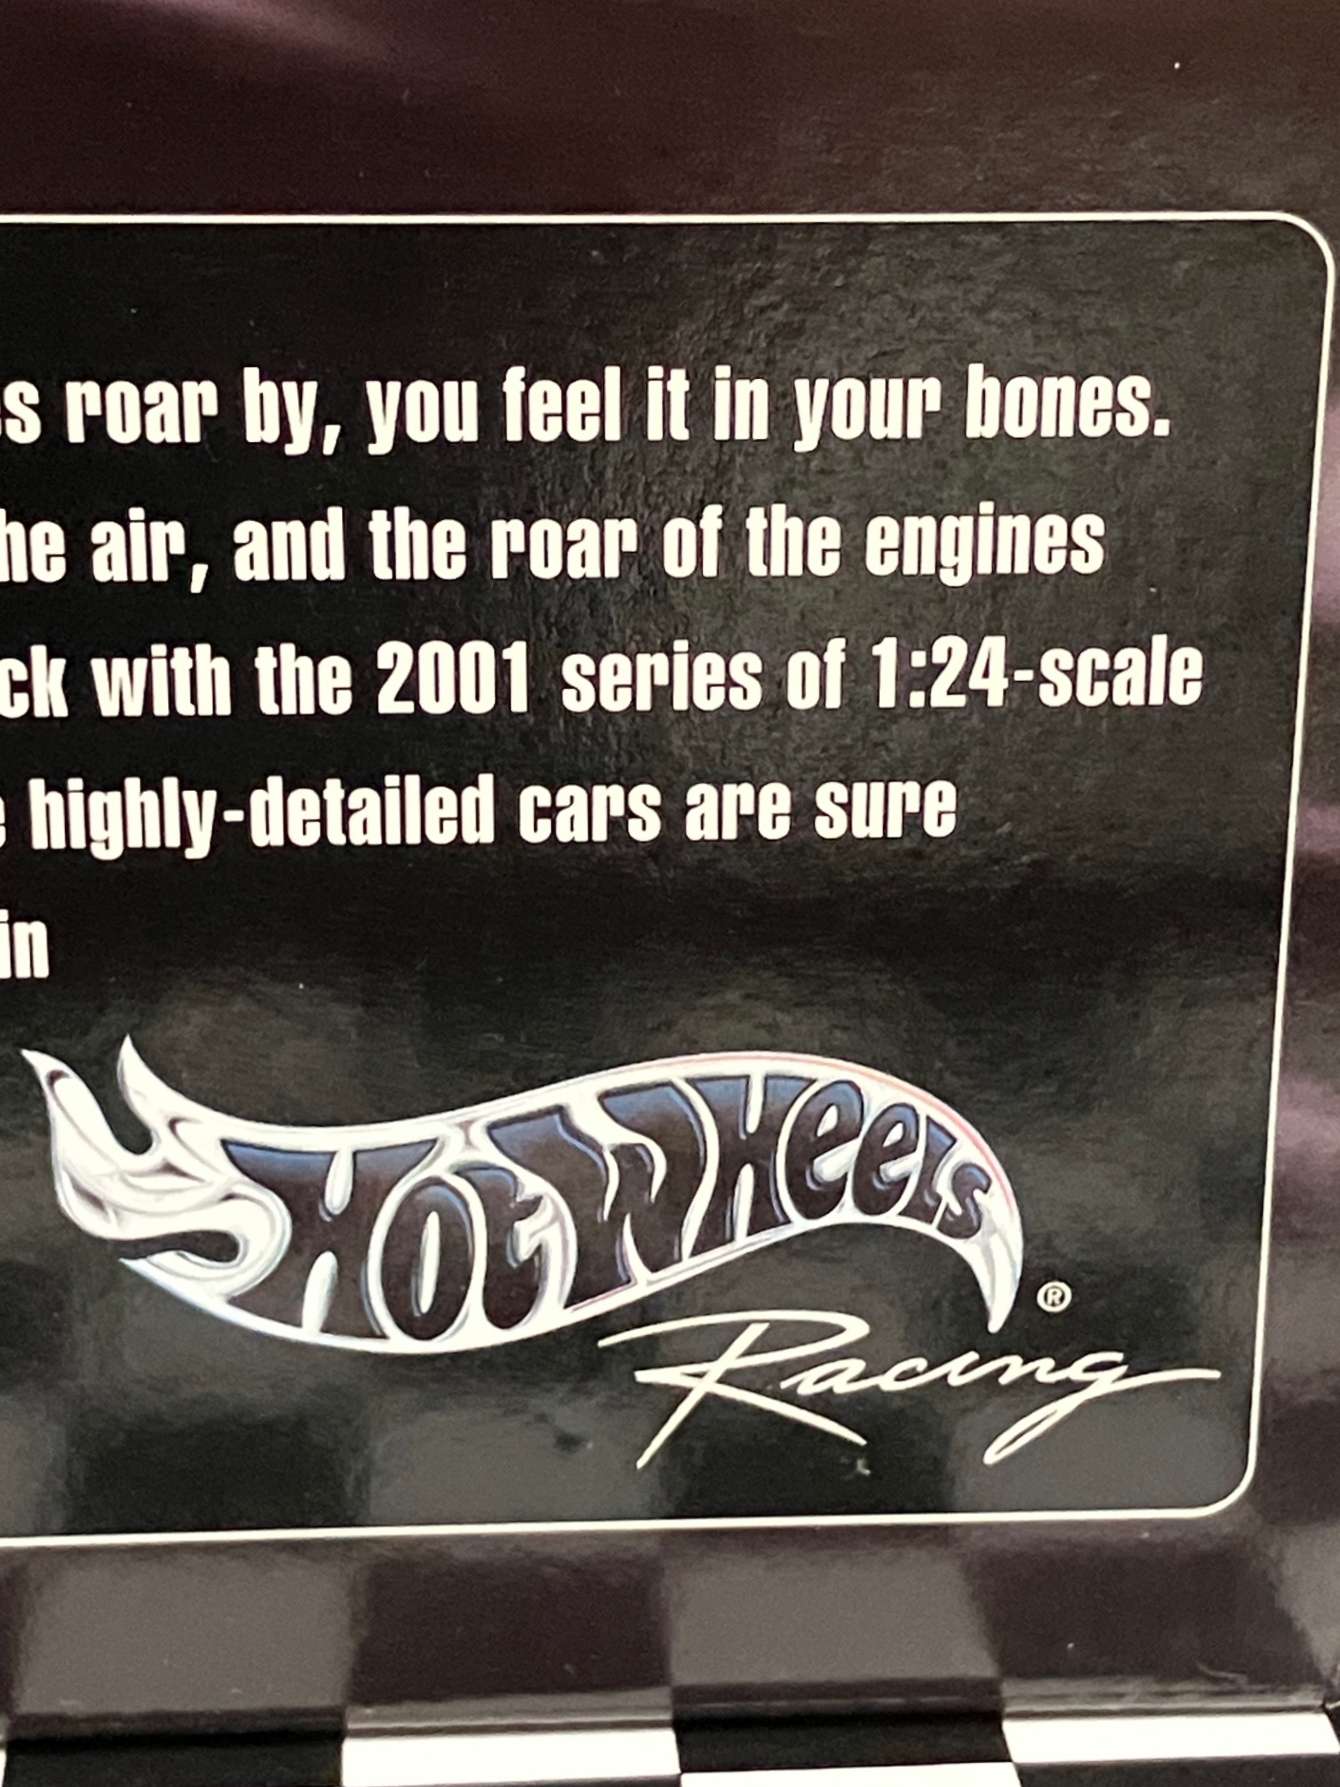 s roar by, you feel it in your bones.
he air, and the roar of the engines
ck with the 2001 series of 1:24-scale
e highly-detailed cars are sure
in
HOT WHEELS
®
Racing